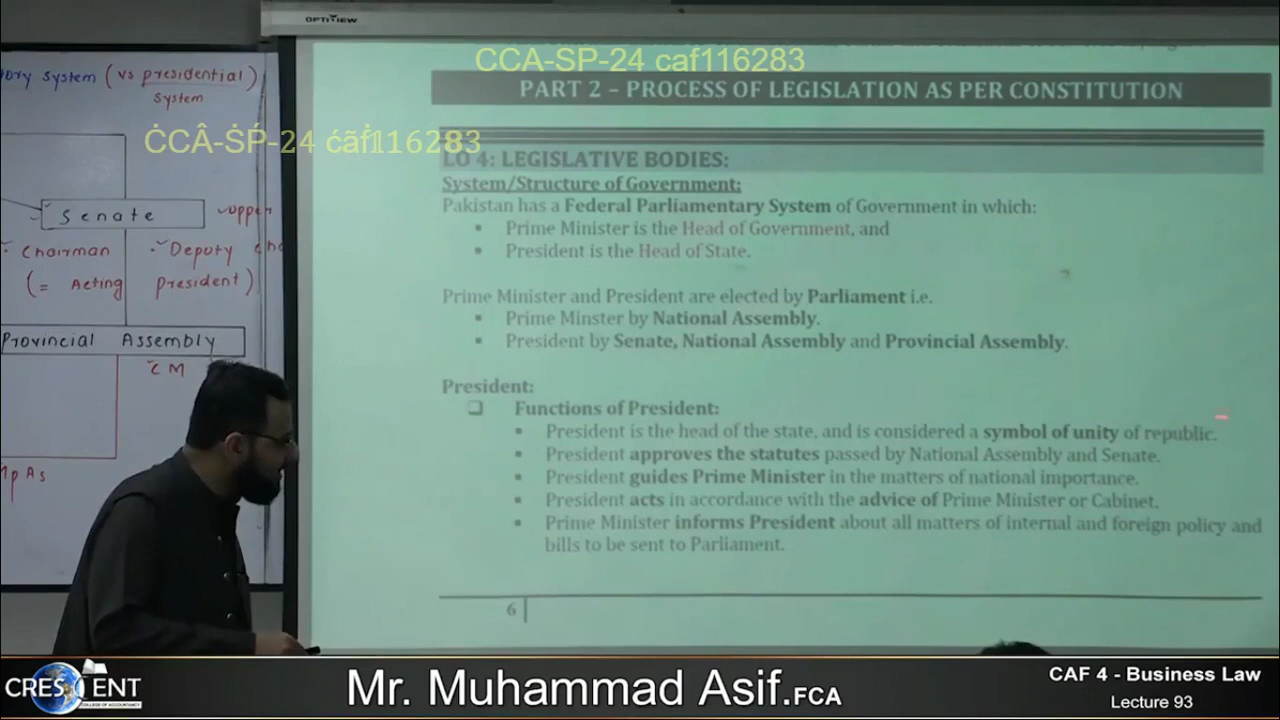 OPTIVIEW
CCA-SP-24 caf116283
ĊCÂ-ṠṔ-24 ćãḟ116283
ory system (vs presidential)
system
Senate
upper
Chairman
Deputy
(= Acting president)
Provincial Assembly
CM
MPAs
PART 2 – PROCESS OF LEGISLATION AS PER CONSTITUTION
LO 4: LEGISLATIVE BODIES:
System/Structure of Government:
Pakistan has a Federal Parliamentary System of Government in which:
▪ Prime Minister is the Head of Government, and
▪ President is the Head of State.
Prime Minister and President are elected by Parliament i.e.
▪ Prime Minster by National Assembly.
▪ President by Senate, National Assembly and Provincial Assembly.
President:
❑ Functions of President:
▪ President is the head of the state, and is considered a symbol of unity of republic.
▪ President approves the statutes passed by National Assembly and Senate.
▪ President guides Prime Minister in the matters of national importance.
▪ President acts in accordance with the advice of Prime Minister or Cabinet.
▪ Prime Minister informs President about all matters of internal and foreign policy and
bills to be sent to Parliament.
6
CRESCENT
COLLEGE OF ACCOUNTANCY
Mr. Muhammad Asif.FCA
CAF 4 - Business Law
Lecture 93